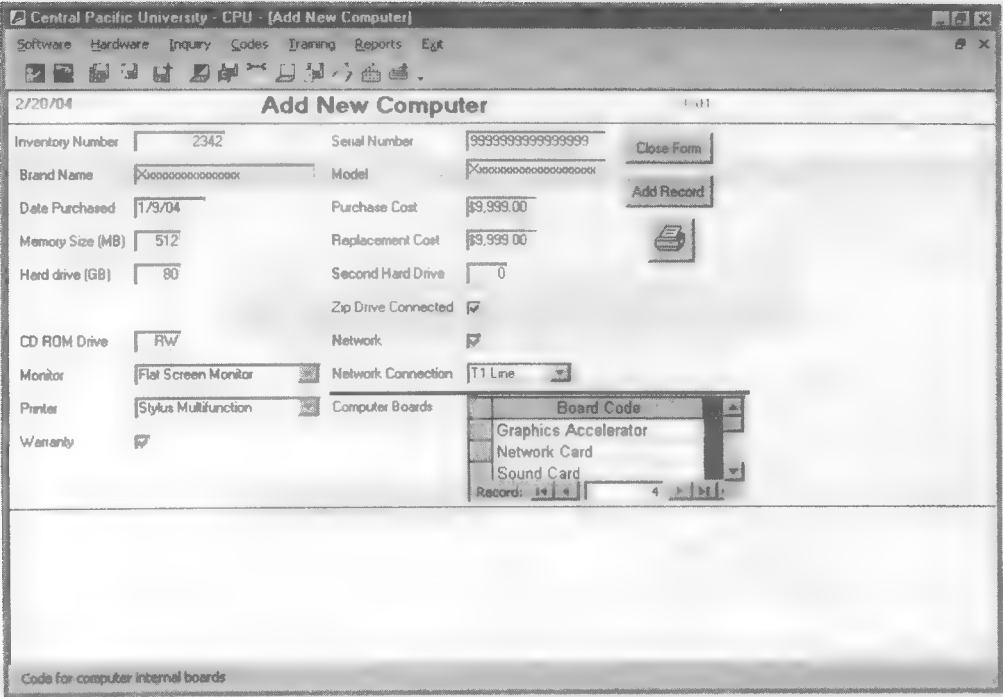 Central Pacific University - CPU - [Add New Computer]
Software Hardware Inquiry Codes Training Reports Exit
2/20/04 Add New Computer
Inventory Number 2342 Serial Number 9999999999999999 Close Form
Brand Name Model
Add Record
Date Purchased 1/9/04 Purchase Cost $9,999.00
Memory Size (MB) 512 Replacement Cost $9,999.00
Hard drive (GB) 80 Second Hard Drive 0
Zip Drive Connected
CD ROM Drive RW Network
Monitor Flat Screen Monitor Network Connection T1 Line
Printer Stylus Multifunction Computer Boards Board Code
Graphics Accelerator
Warranty Network Card
Sound Card
Record: 4
Code for computer internal boards